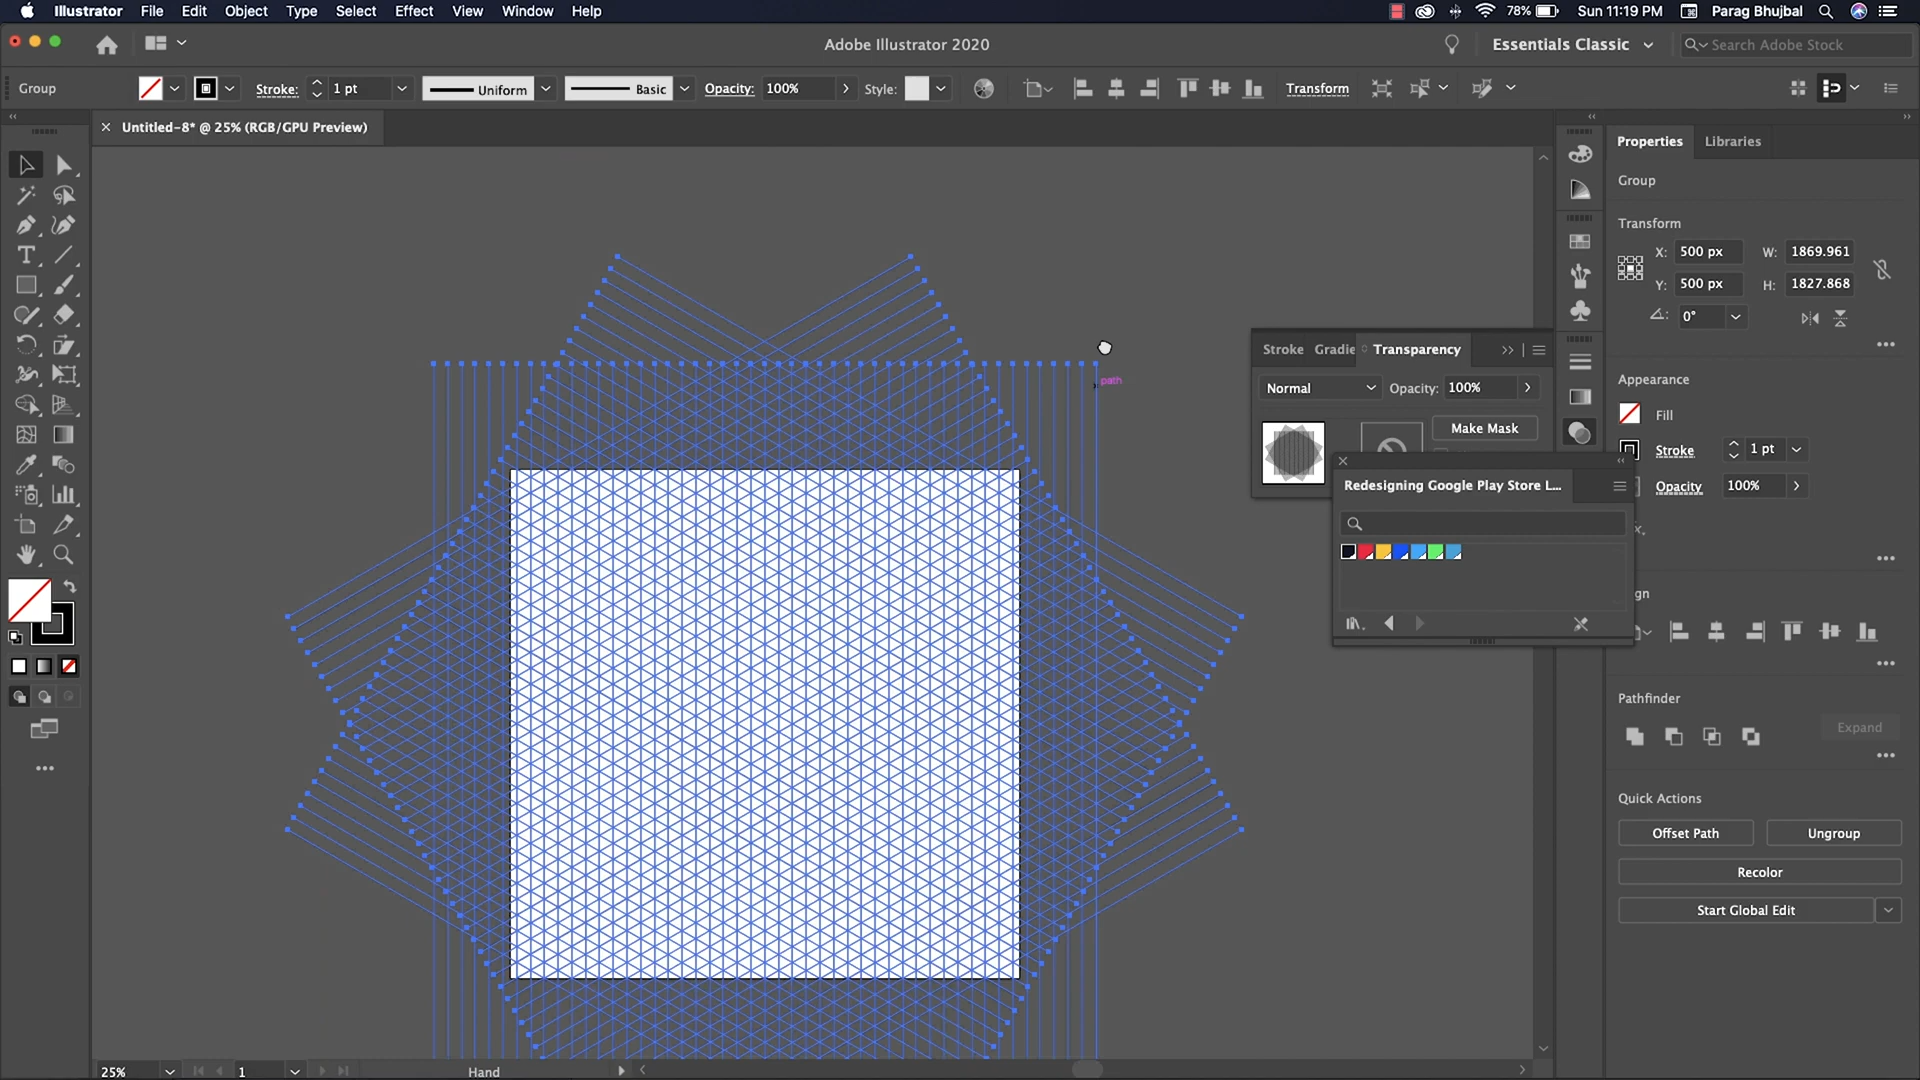 Illustrator File Edit Object Type Select Effect View Window Help
78% Sun 11:19 PM Parag Bhujbal
Adobe Illustrator 2020
Essentials Classic
Search Adobe Stock
Group
Stroke: 1 pt
Uniform
Basic
Opacity: 100%
Style:
Transform
Untitled-8* @ 25% (RGB/GPU Preview)
Properties Libraries
Group
Transform
X: 500 px W: 1869.961
Y: 500 px H: 1827.868
0°
path
Stroke Gradie Transparency
Normal Opacity: 100%
Make Mask
Redesigning Google Play Store L...
Appearance
Fill
Stroke 1 pt
Opacity 100%
x.
ign
Pathfinder
Expand
Quick Actions
Offset Path Ungroup
Recolor
Start Global Edit
25% 1 Hand